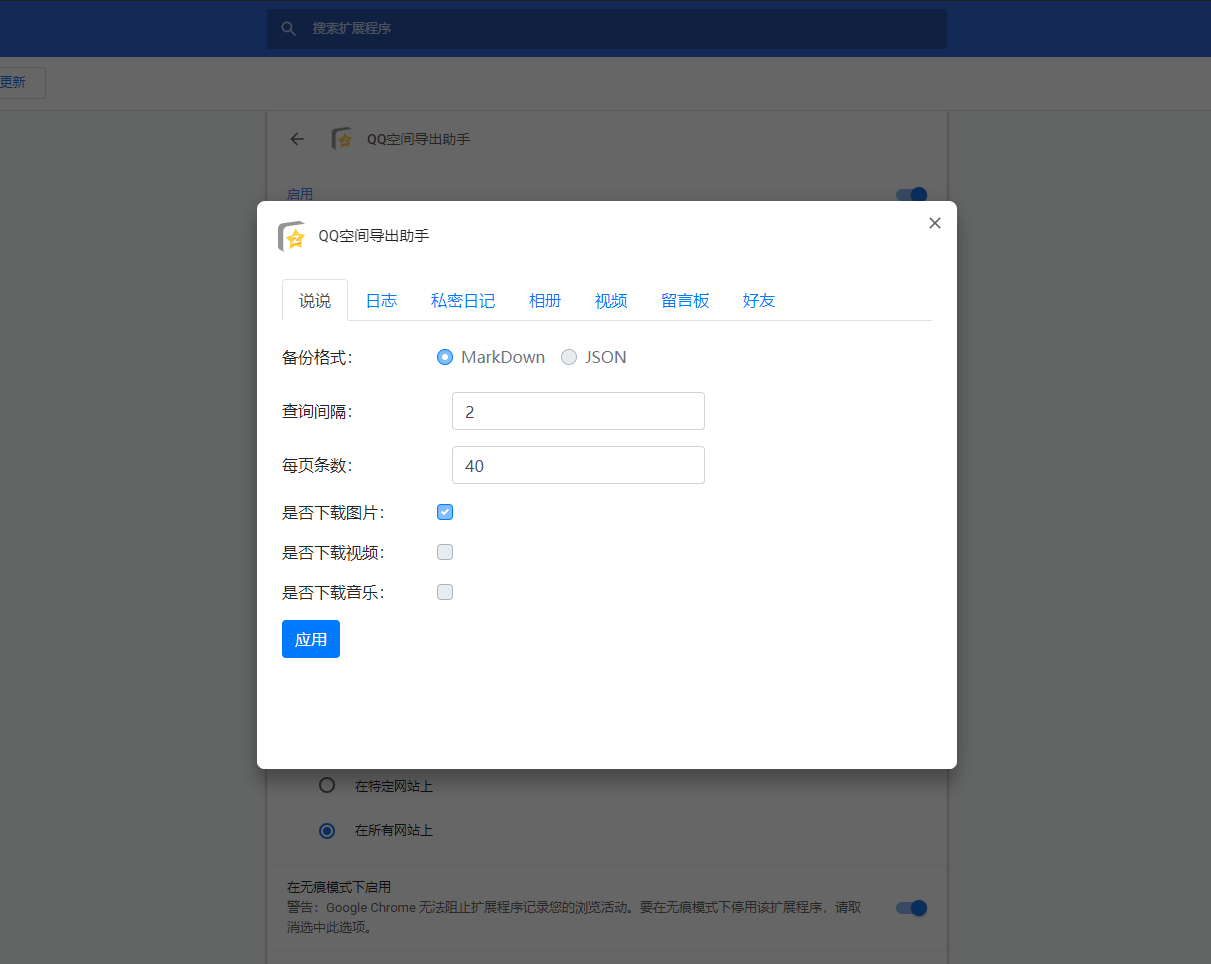 搜索扩展程序
更新
QQ空间导出助手
启用
QQ空间导出助手
说说 日志 私密日记 相册 视频 留言板 好友
备份格式： MarkDown JSON
查询间隔： 2
每页条数： 40
是否下载图片：
是否下载视频：
是否下载音乐：
应用
在特定网站上
在所有网站上
在无痕模式下启用
警告：Google Chrome 无法阻止扩展程序记录您的浏览活动。要在无痕模式下停用该扩展程序，请取
消选中此选项。